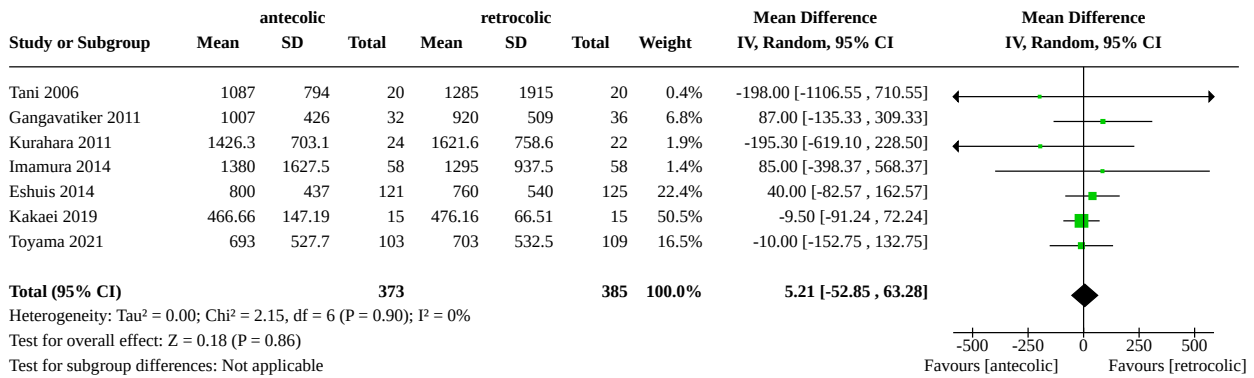 antecolic retrocolic Mean Difference Mean Difference
Study or Subgroup Mean SD Total Mean SD Total Weight IV, Random, 95% CI IV, Random, 95% CI
Tani 2006 1087 794 20 1285 1915 20 0.4% -198.00 [-1106.55 , 710.55]
Gangavatiker 2011 1007 426 32 920 509 36 6.8% 87.00 [-135.33 , 309.33]
Kurahara 2011 1426.3 703.1 24 1621.6 758.6 22 1.9% -195.30 [-619.10 , 228.50]
Imamura 2014 1380 1627.5 58 1295 937.5 58 1.4% 85.00 [-398.37 , 568.37]
Eshuis 2014 800 437 121 760 540 125 22.4% 40.00 [-82.57 , 162.57]
Kakaei 2019 466.66 147.19 15 476.16 66.51 15 50.5% -9.50 [-91.24 , 72.24]
Toyama 2021 693 527.7 103 703 532.5 109 16.5% -10.00 [-152.75 , 132.75]
Total (95% CI) 373 385 100.0% 5.21 [-52.85 , 63.28]
Heterogeneity: Tau² = 0.00; Chi² = 2.15, df = 6 (P = 0.90); I² = 0%
Test for overall effect: Z = 0.18 (P = 0.86)
-500 -250 0 250 500
Test for subgroup differences: Not applicable
Favours [antecolic] Favours [retrocolic]